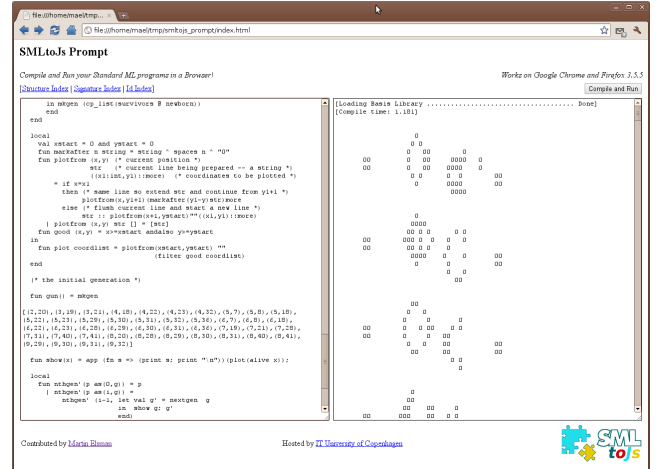 file:///home/mael/tmp...
file:///home/mael/tmp/smltojs_prompt/index.html
SMLtoJs Prompt
Compile and Run your Standard ML programs in a Browser!
Works on Google Chrome and Firefox 3.5.5
[Structure Index | Signature Index | Id Index]
Compile and Run
in mkgen (cp_list(survivors @ newborn))
end
end
local
val xstart = 0 and ystart = 0
fun markafter n string = string ^ spaces n ^ "0"
fun plotfrom (x,y) (* current position *)
str (* current line being prepared -- a string *)
((x1:int,y1)::more) (* coordinates to be plotted *)
= if x=x1
then (* same line so extend str and continue from y1+1 *)
plotfrom(x,y1+1)(markafter(y1-y)str)more
else (* flush current line and start a new line *)
str :: plotfrom(x+1,ystart)""((x1,y1)::more)
| plotfrom (x,y) str [] = [str]
fun good (x,y) = x>=xstart andalso y>=ystart
in
fun plot coordlist = plotfrom(xstart,ystart) ""
(filter good coordlist)
end
(* the initial generation *)
fun gun() = mkgen
[(2,20),(3,19),(3,21),(4,18),(4,22),(4,23),(4,32),(5,7),(5,8),(5,18),
(5,22),(5,23),(5,29),(5,30),(5,31),(5,32),(5,36),(6,7),(6,8),(6,18),
(6,22),(6,23),(6,28),(6,29),(6,30),(6,31),(6,36),(7,19),(7,21),(7,28),
(7,31),(7,40),(7,41),(8,20),(8,28),(8,29),(8,30),(8,31),(8,40),(8,41),
(9,29),(9,30),(9,31),(9,32)]
fun show(x) = app (fn s => (print s; print "\n"))(plot(alive x));
local
fun nthgen'(p as(0,g)) = p
| nthgen'(p as(i,g)) =
nthgen' (i-1, let val g' = nextgen g
in show g; g'
end)
[Loading Basis Library ................................... Done]
[Compile time: 1.181]
Contributed by Martin Elsman
Hosted by IT University of Copenhagen
SML
toJs